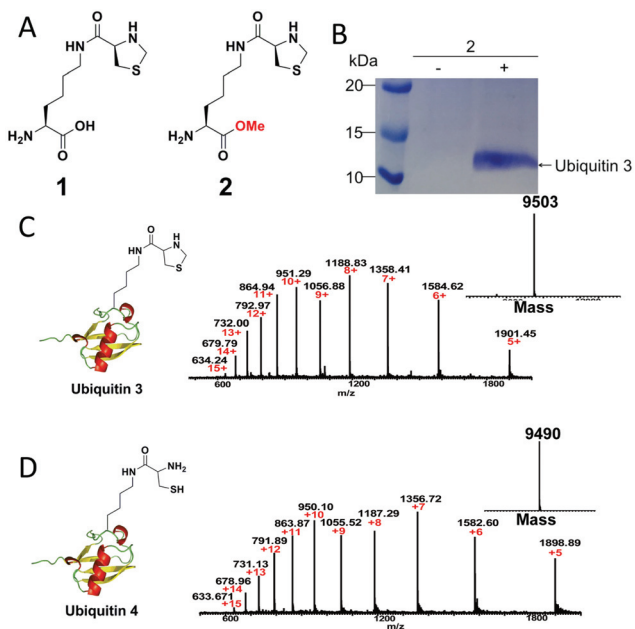 A
O
H
N
HN
S
H2N
OH
O
1
O
H
N
HN
S
H2N
OMe
O
2
B
2
kDa
- +
20
15
10
Ubiquitin 3
C
O
H
N
HN
S
Ubiquitin 3
634.24
15+
679.79
14+
732.00
13+
792.97
12+
864.94
11+
951.29
10+
1056.88
9+
1188.83
8+
1358.41
7+
1584.62
6+
1901.45
5+
600 1200 1800
m/z
9503
Mass
D
O
HN
NH2
SH
Ubiquitin 4
633.671
+15
678.96
+14
731.13
+13
791.89
+12
863.87
+11
950.10
+10
1055.52
+9
1187.29
+8
1356.72
+7
1582.60
+6
1898.89
+5
600 1200 1800
m/z
9490
Mass